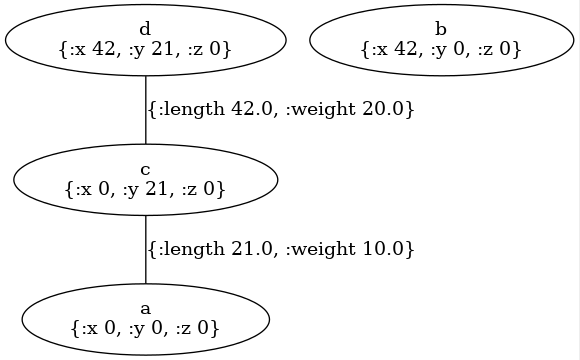 d
{:x 42, :y 21, :z 0}
b
{:x 42, :y 0, :z 0}
{:length 42.0, :weight 20.0}
c
{:x 0, :y 21, :z 0}
{:length 21.0, :weight 10.0}
a
{:x 0, :y 0, :z 0}